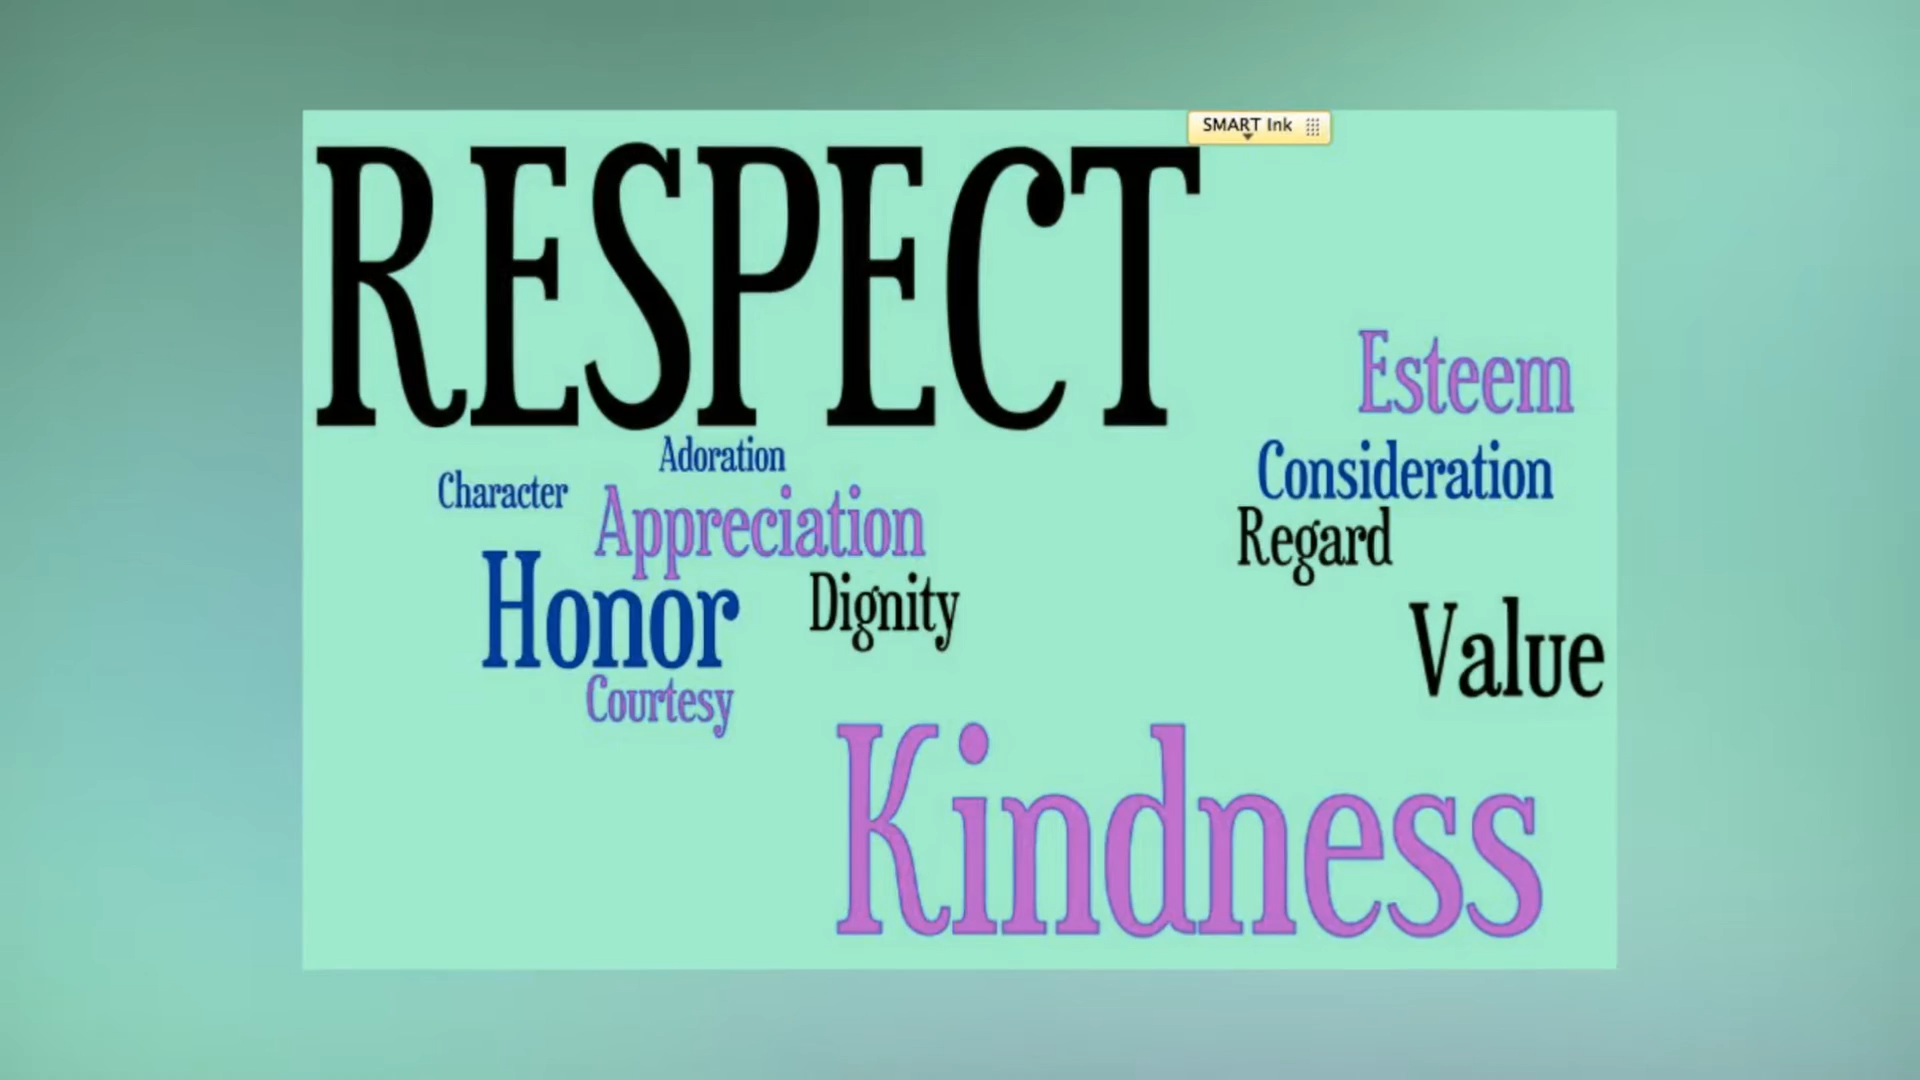 SMART Ink
RESPECT
Esteem
Adoration
Consideration
Character
Appreciation
Regard
Honor
Dignity
Value
Courtesy
Kindness